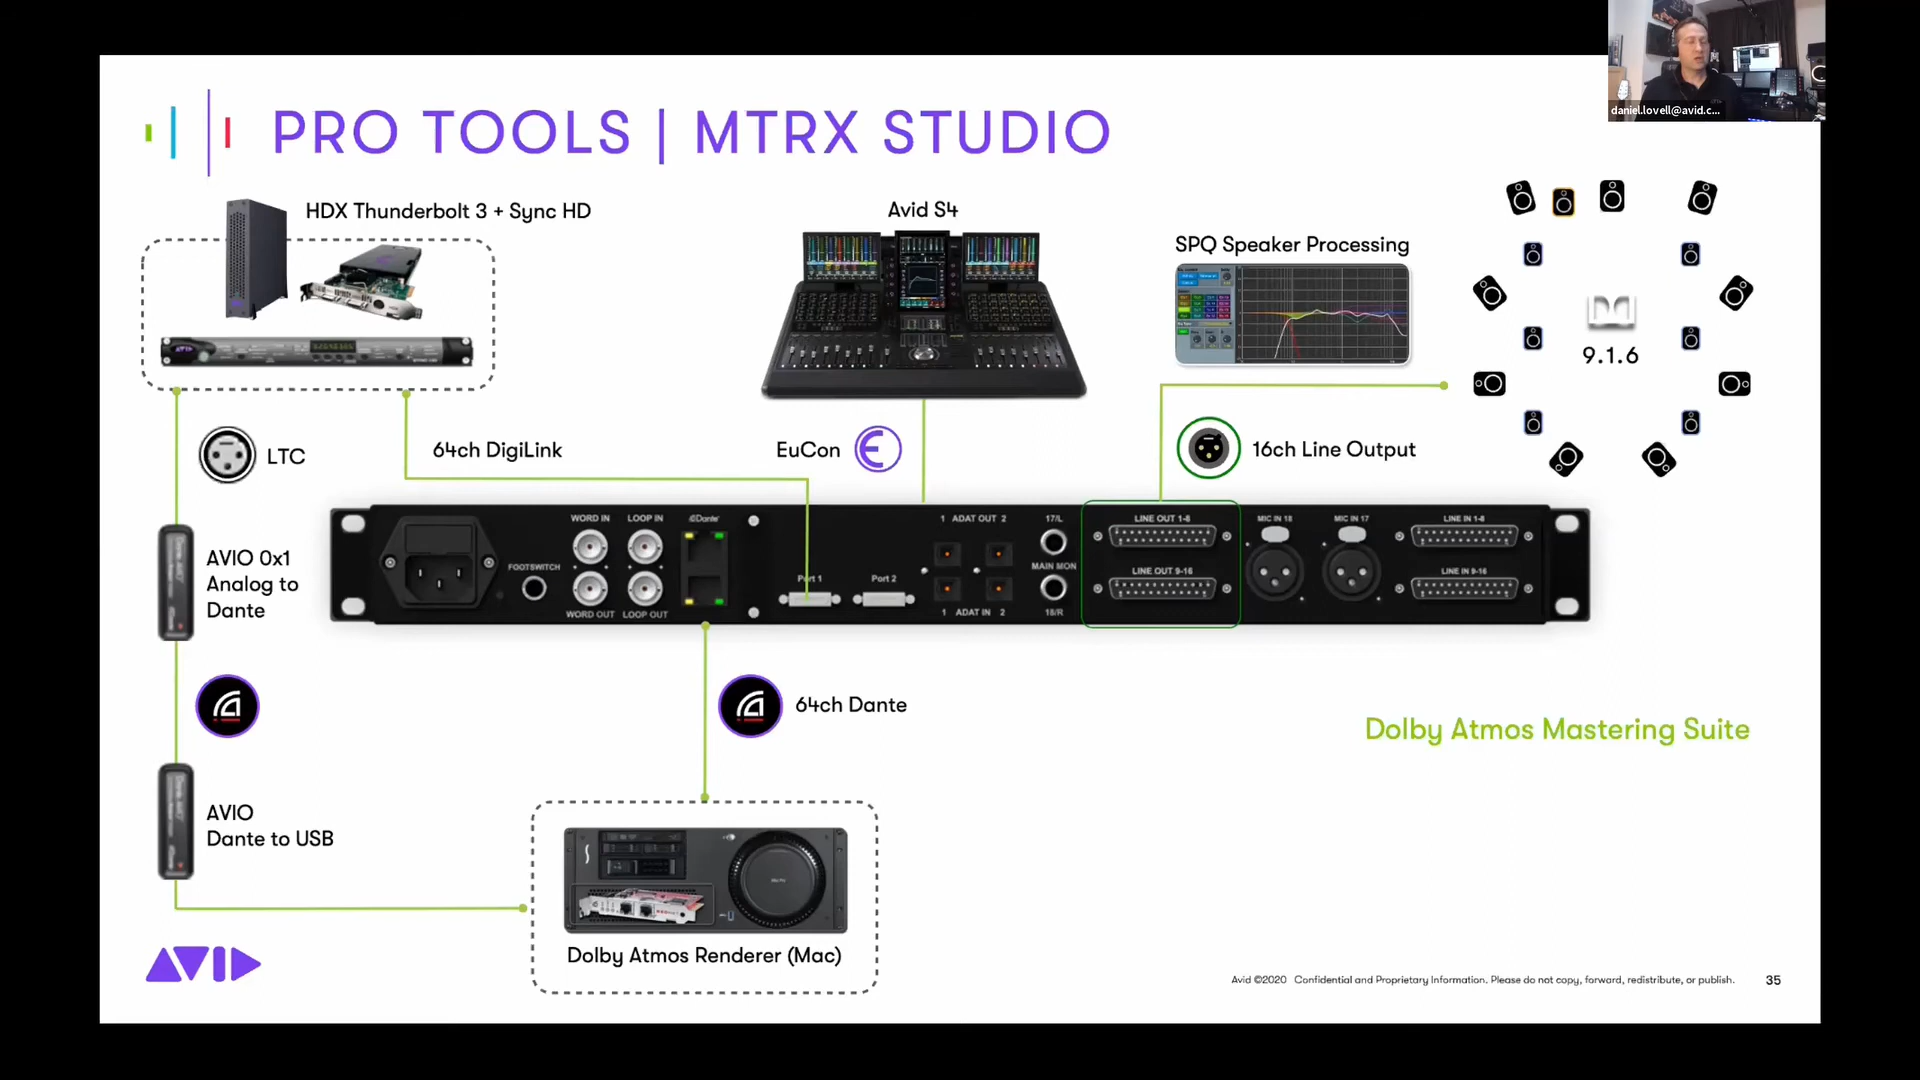 daniel.lovell@avid.c...
PRO TOOLS | MTRX STUDIO
HDX Thunderbolt 3 + Sync HD
Avid S4
SPQ Speaker Processing
9.1.6
LTC
64ch DigiLink
EuCon
16ch Line Output
AVIO 0x1
Analog to
Dante
FOOTSWITCH
WORD IN
LOOP IN
Dante
WORD OUT
LOOP OUT
Port 1
Port 2
1 ADAT OUT 2
1 ADAT IN 2
17/L
MAIN MON
18/R
LINE OUT 1-8
LINE OUT 9-16
MIC IN 18
MIC IN 17
LINE IN 1-8
LINE IN 9-16
64ch Dante
Dolby Atmos Mastering Suite
AVIO
Dante to USB
Dolby Atmos Renderer (Mac)
AVID
Avid ©2020 Confidential and Proprietary Information. Please do not copy, forward, redistribute, or publish.
35